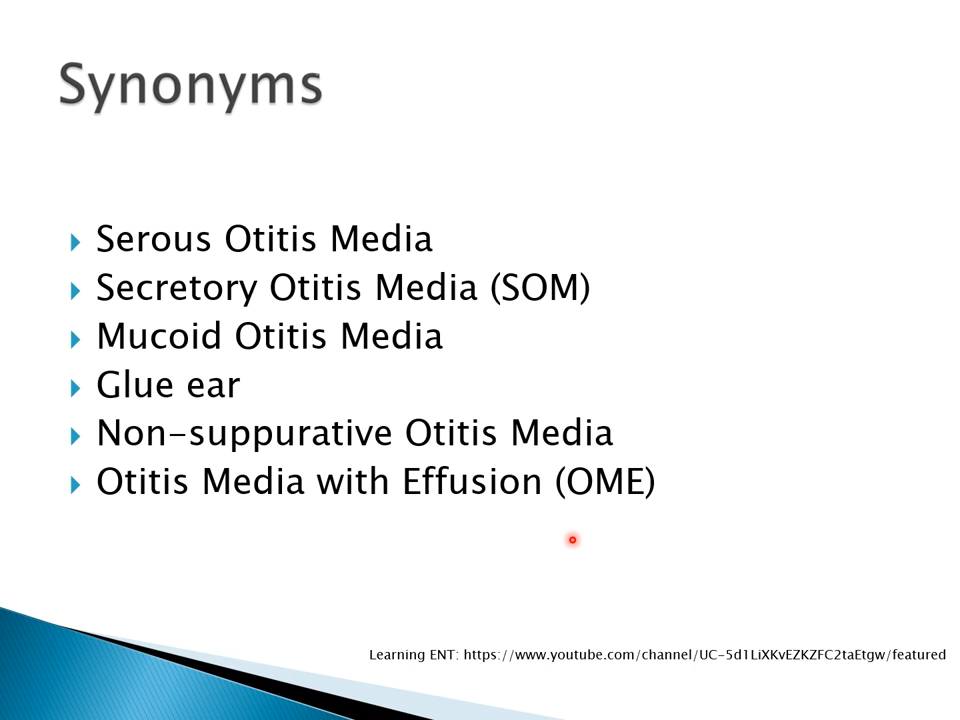 Synonyms
Serous Otitis Media
Secretory Otitis Media (SOM)
Mucoid Otitis Media
Glue ear
Non-suppurative Otitis Media
Otitis Media with Effusion (OME)
Learning ENT: https://www.youtube.com/channel/UC-5d1LiXKvEZKZFC2taEtgw/featured